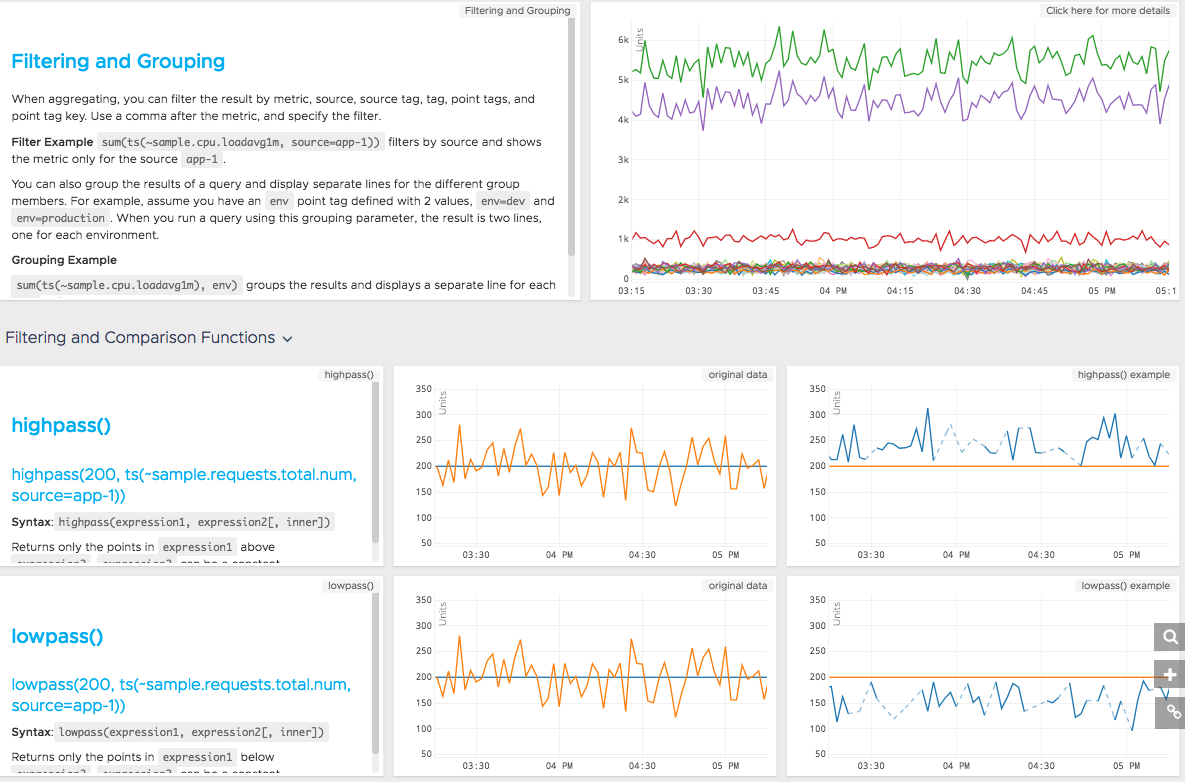 Filtering and Grouping
Filtering and Grouping
When aggregating, you can filter the result by metric, source, source tag, tag, point tags, and
point tag key. Use a comma after the metric, and specify the filter.
Filter Example sum(ts(~sample.cpu.loadavg1m, source=app-1)) filters by source and shows
the metric only for the source app-1 .
You can also group the results of a query and display separate lines for the different group
members. For example, assume you have an env point tag defined with 2 values, env=dev and
env=production . When you run a query using this grouping parameter, the result is two lines,
one for each environment.
Grouping Example
sum(ts(~sample.cpu.loadavg1m), env) groups the results and displays a separate line for each
Click here for more details
Units
6k
5k
4k
3k
2k
1k
0
03:15 03:30 03:45 04 PM 04:15 04:30 04:45 05 PM 05:1
Filtering and Comparison Functions
highpass()
highpass()
highpass(200, ts(~sample.requests.total.num,
source=app-1))
Syntax: highpass(expression1, expression2[, inner])
Returns only the points in expression1 above
original data
Units
350
300
250
200
150
100
50
03:30 04 PM 04:30 05 PM
highpass() example
Units
350
300
250
200
150
100
50
03:30 04 PM 04:30 05 PM
lowpass()
lowpass()
lowpass(200, ts(~sample.requests.total.num,
source=app-1))
Syntax: lowpass(expression1, expression2[, inner])
Returns only the points in expression1 below
original data
Units
350
300
250
200
150
100
50
03:30 04 PM 04:30 05 PM
lowpass() example
Units
350
300
250
200
150
100
50
03:30 04 PM 04:30 05 PM